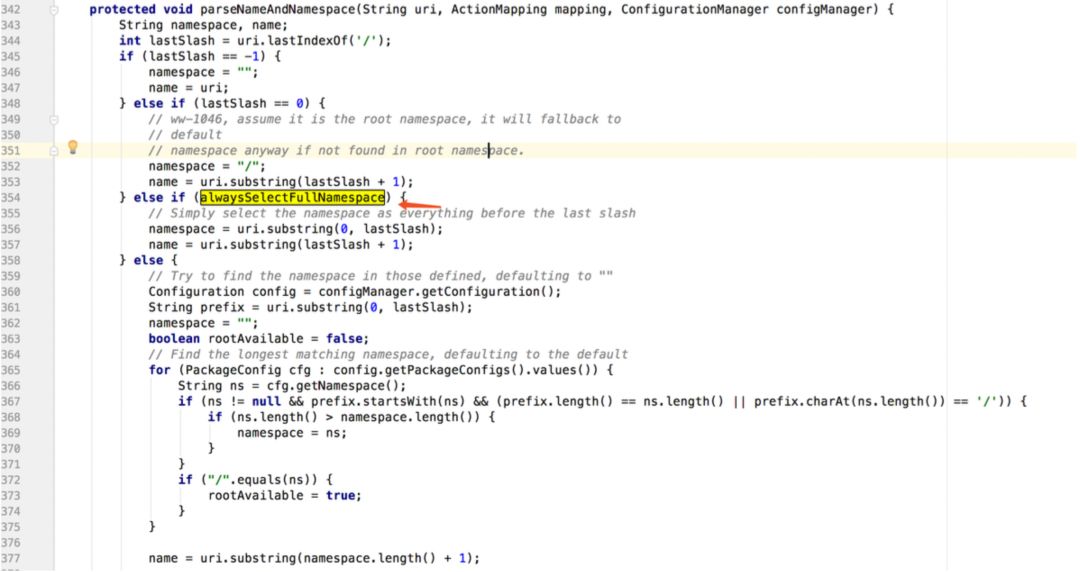 342 protected void parseNameAndNamespace(String uri, ActionMapping mapping, ConfigurationManager configManager) {
343 String namespace, name;
344 int lastSlash = uri.lastIndexOf('/');
345 if (lastSlash == -1) {
346 namespace = "";
347 name = uri;
348 } else if (lastSlash == 0) {
349 // ww-1046, assume it is the root namespace, it will fallback to
350 // default
351 // namespace anyway if not found in root namespace.
352 namespace = "/";
353 name = uri.substring(lastSlash + 1);
354 } else if (alwaysSelectFullNamespace) {
355 // Simply select the namespace as everything before the last slash
356 namespace = uri.substring(0, lastSlash);
357 name = uri.substring(lastSlash + 1);
358 } else {
359 // Try to find the namespace in those defined, defaulting to ""
360 Configuration config = configManager.getConfiguration();
361 String prefix = uri.substring(0, lastSlash);
362 namespace = "";
363 boolean rootAvailable = false;
364 // Find the longest matching namespace, defaulting to the default
365 for (PackageConfig cfg : config.getPackageConfigs().values()) {
366 String ns = cfg.getNamespace();
367 if (ns != null && prefix.startsWith(ns) && (prefix.length() == ns.length() || prefix.charAt(ns.length()) == '/')) {
368 if (ns.length() > namespace.length()) {
369 namespace = ns;
370 }
371 }
372 if ("/".equals(ns)) {
373 rootAvailable = true;
374 }
375 }
376
377 name = uri.substring(namespace.length() + 1);